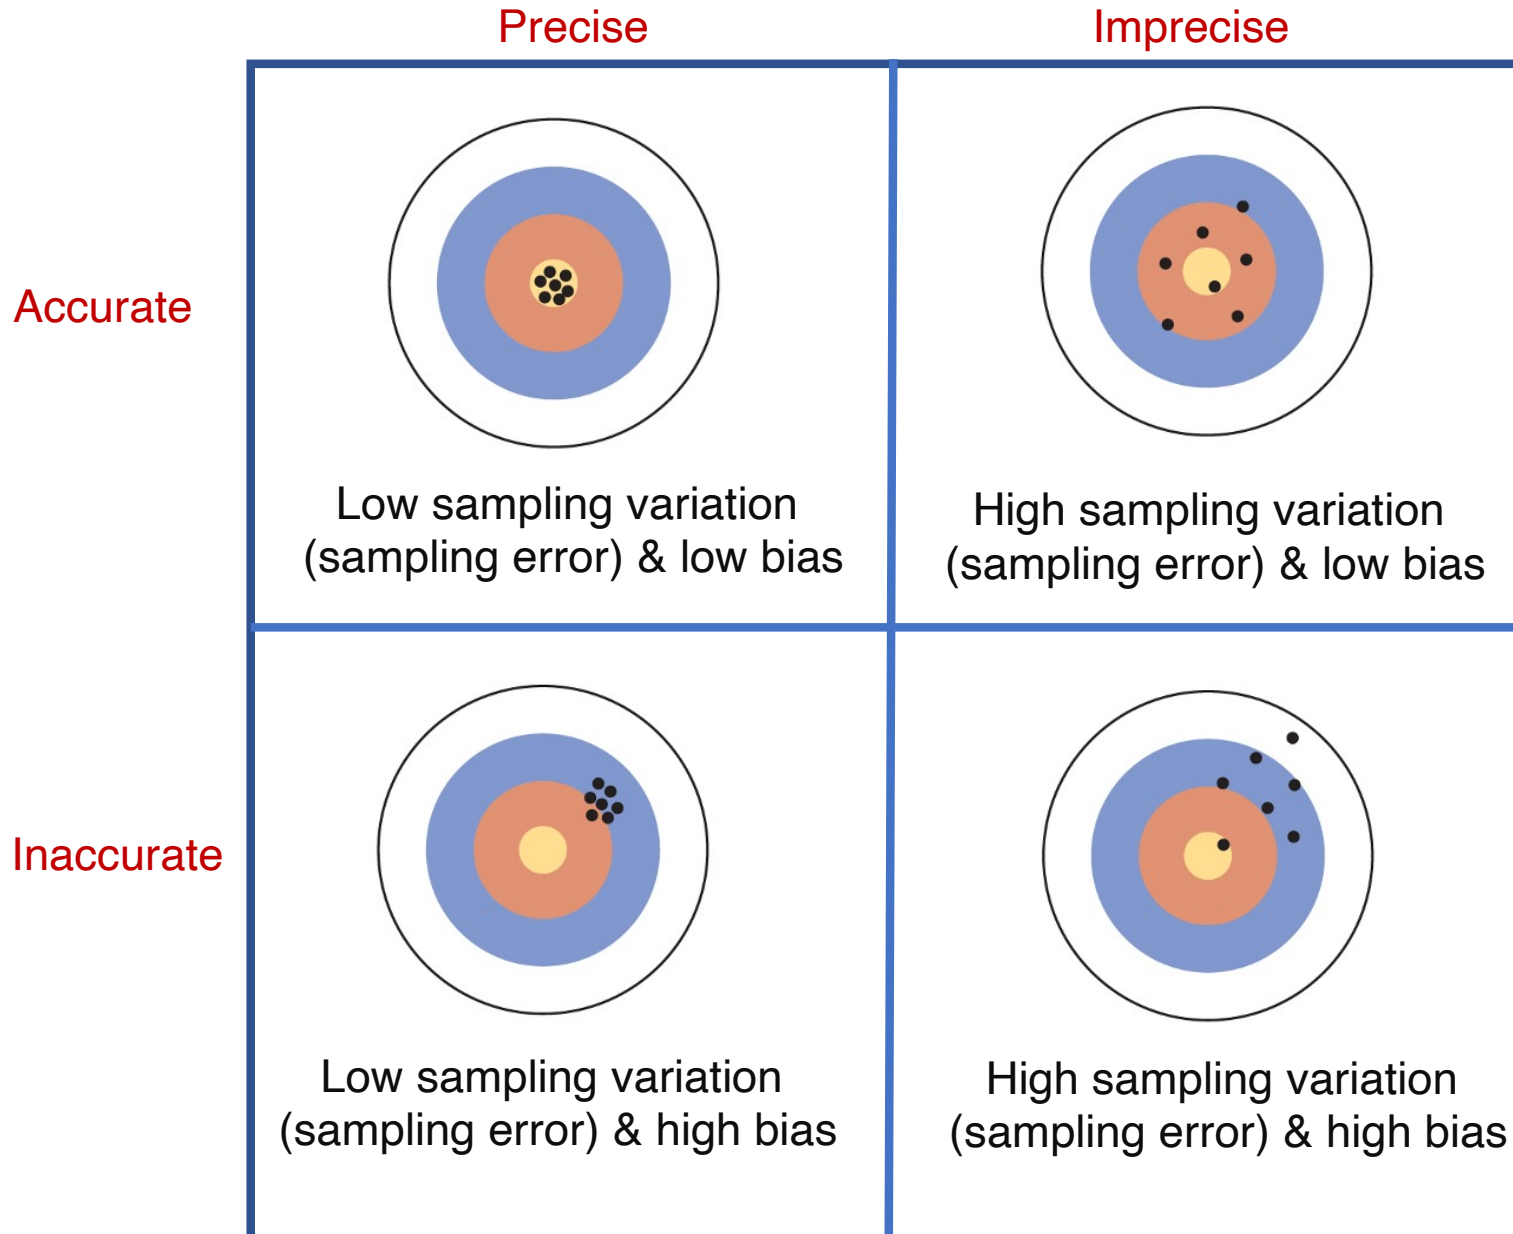 Precise
Imprecise
Accurate
Low sampling variation
(sampling error) & low bias
High sampling variation
(sampling error) & low bias
Inaccurate
Low sampling variation
(sampling error) & high bias
High sampling variation
(sampling error) & high bias